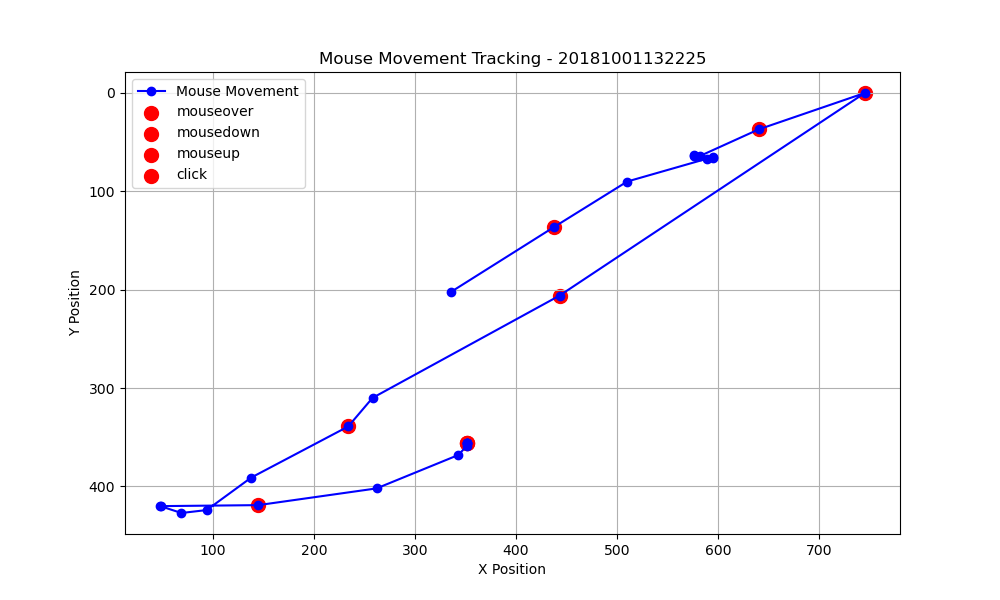 Mouse Movement Tracking - 20181001132225
Mouse Movement
mouseover
mousedown
mouseup
click
0
100
200
300
400
Y Position
100 200 300 400 500 600 700
X Position